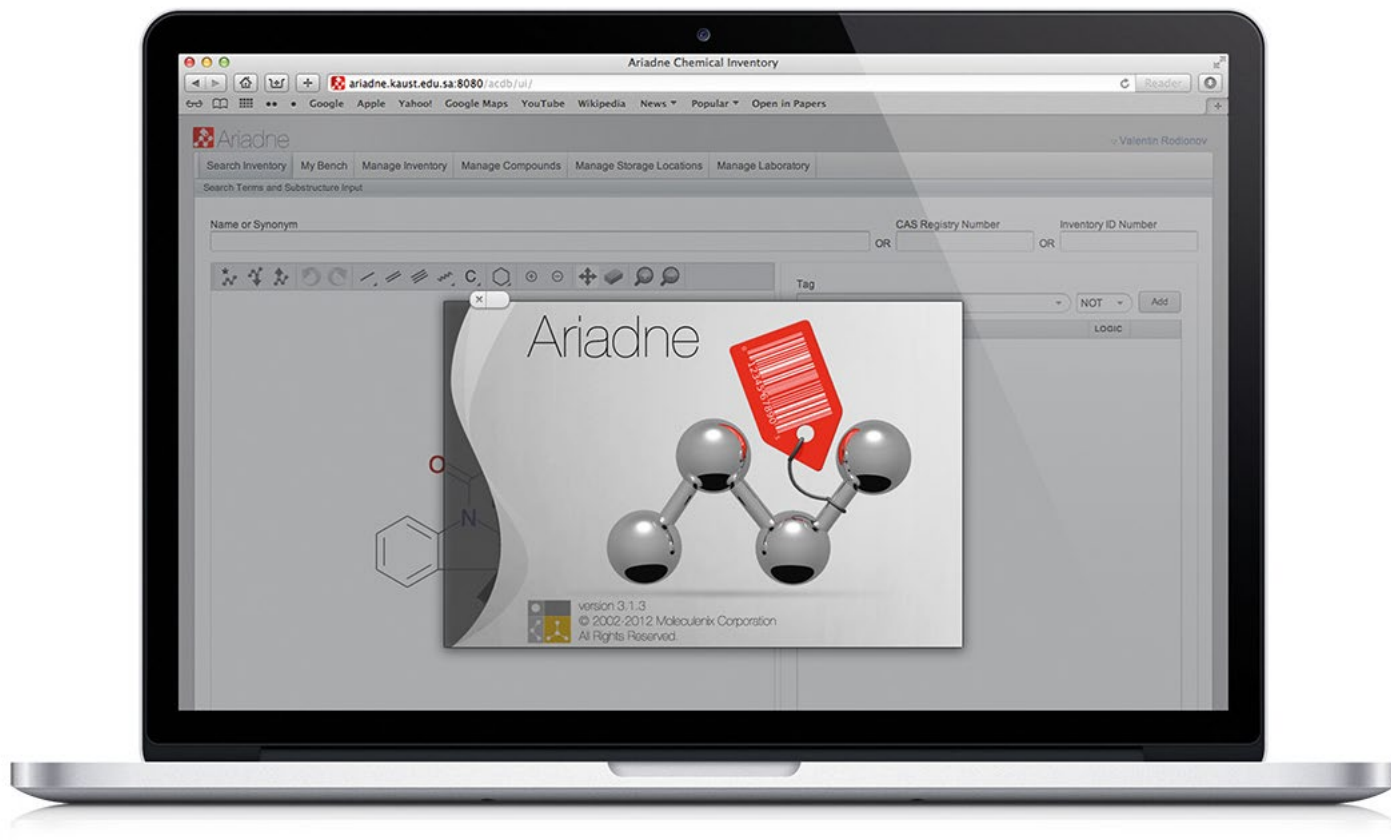 Ariadne Chemical Inventory
ariadne.kaust.edu.sa:8080/acdb/ui/
Reader
Google Apple Yahoo! Google Maps YouTube Wikipedia News Popular Open in Papers
Ariadne
Valentin Rodionov
Search Inventory My Bench Manage Inventory Manage Compounds Manage Storage Locations Manage Laboratory
Search Terms and Substructure Input
Name or Synonym
CAS Registry Number
Inventory ID Number
OR
OR
C
Tag
NOT
Add
LOGIC
Ariadne
1234567890
O
N
version 3.1.3
© 2002-2012 Moleculenix Corporation
All Rights Reserved.